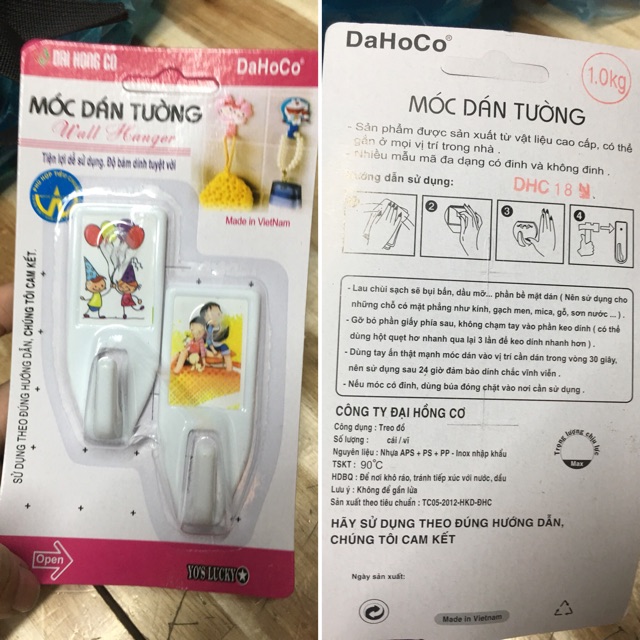 ĐẠI HỒNG CƠ
DaHoCo®
MÓC DÁN TƯỜNG
Wall Hanger
Tiện lợi dễ sử dụng. Độ bám dính tuyệt vời
Made in VietNam
SỬ DỤNG THEO ĐÚNG HƯỚNG DẪN, CHÚNG TÔI CAM KẾT.
Open
YO'S LUCKY
DaHoCo®
1.0kg
MÓC DÁN TƯỜNG
- Sản phẩm được sản xuất từ vật liệu cao cấp, có thể
gắn ở mọi vị trí trong nhà .
- Nhiều mẫu mã đa dạng có đinh và không đinh .
Hướng dẫn sử dụng:
DHC 18
2
3
4
- Lau chùi sạch sẽ bụi bẩn, dầu mỡ... phần bề mặt dán ( Nên sử dụng cho
những chỗ có mặt phẳng như kính, gạch men, mica, gỗ, sơn nước ... ) .
- Gỡ bỏ phần giấy phía sau, không chạm tay vào phần keo dính ( có thể
dùng hột quẹt hơ nhanh qua lại 3 lần để keo dính nhanh hơn ) .
- Dùng tay ấn thật mạnh móc dán vào vị trí cần dán trong vòng 30 giây,
nên sử dụng sau 24 giờ đảm bảo dính chắc vĩnh viễn .
- Nếu móc có đinh, dùng búa đóng chặt vào nơi cần sử dụng .
CÔNG TY ĐẠI HỒNG CƠ
Công dụng : Treo đồ
Số lượng : cái / vỉ
Nguyên liệu : Nhựa APS + PS + PP - Inox nhập khẩu
TSKT : 90°C
HDBQ : Để nơi khô ráo, tránh tiếp xúc với nước, dầu
Lưu ý : Không để gần lửa
Sản xuất theo tiêu chuẩn : TC05-2012-HKD-ĐHC
Trọng lượng chịu lực
Max
HÃY SỬ DỤNG THEO ĐÚNG HƯỚNG DẪN,
CHÚNG TÔI CAM KẾT
Ngày sản xuất:
Made in Vietnam